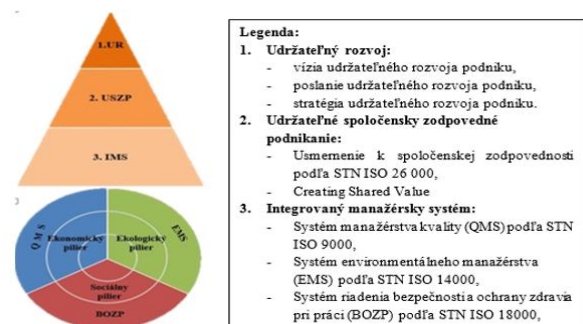 1.UR
2. USZP
3. IMS
QMS
EMS
Ekonomický
pilier
Ekologický
pilier
Sociálny
pilier
BOZP
Legenda:
1. Udržateľný rozvoj:
- vízia udržateľného rozvoja podniku,
- poslanie udržateľného rozvoja podniku,
- stratégia udržateľného rozvoja podniku.
2. Udržateľné spoločensky zodpovedné
podnikanie:
- Usmernenie k spoločenskej zodpovednosti
podľa STN ISO 26 000,
- Creating Shared Value
3. Integrovaný manažérsky systém:
- Systém manažérstva kvality (QMS) podľa STN
ISO 9000,
- Systém environmentálneho manažérstva
(EMS) podľa STN ISO 14000,
- Systém riadenia bezpečnosti a ochrany zdravia
pri práci (BOZP) podľa STN ISO 18000,